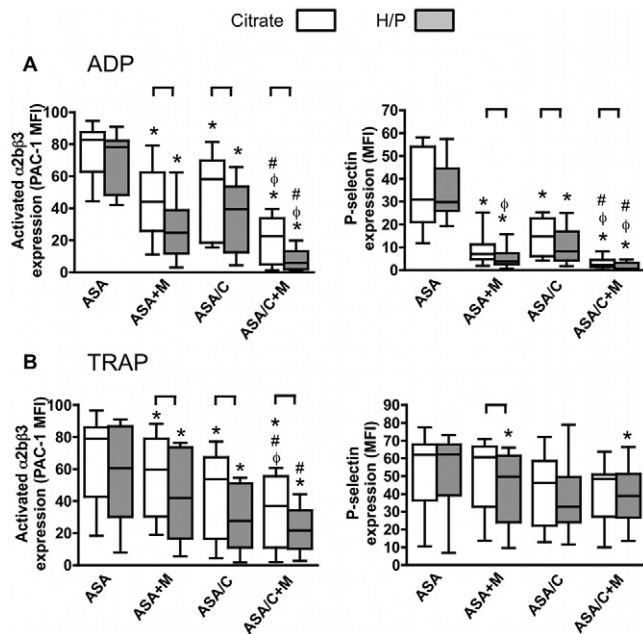 Citrate H/P
A ADP
Activated α2bβ3
expression (PAC-1 MFI)
100
80
60
40
20
0
* * * * # ϕ * # ϕ *
ASA ASA+M ASA/C ASA/C+M
P-selectin
expression (MFI)
100
90
80
70
60
50
40
30
20
10
0
* ϕ * * * # ϕ * # ϕ *
ASA ASA+M ASA/C ASA/C+M
B TRAP
Activated α2bβ3
expression (PAC-1 MFI)
100
80
60
40
20
0
* * * * * # ϕ # *
ASA ASA+M ASA/C ASA/C+M
P-selectin
expression (MFI)
90
80
70
60
50
40
30
20
10
0
* *
ASA ASA+M ASA/C ASA/C+M